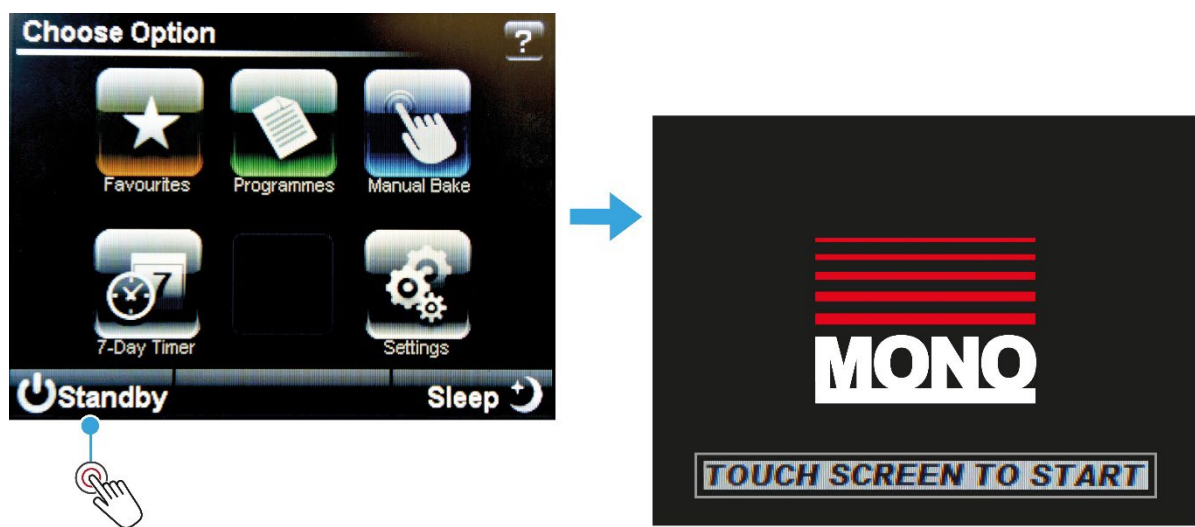 Choose Option
?
Favourites Programmes Manual Bake
7
7-Day Timer Settings
Standby Sleep
MONO
TOUCH SCREEN TO START